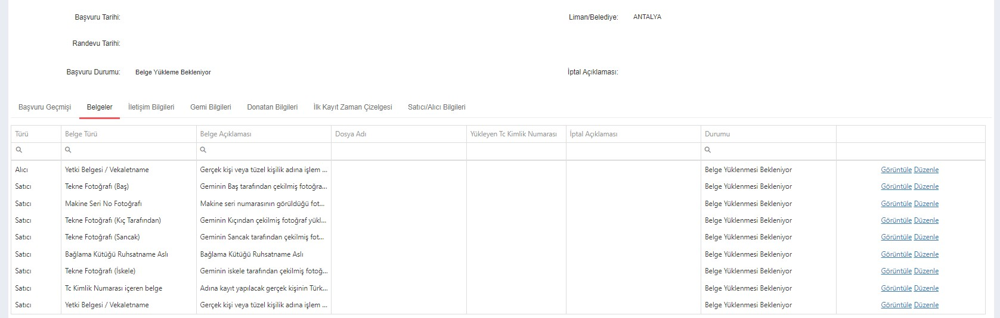 Başvuru Tarihi: Liman/Belediye: ANTALYA
Randevu Tarihi:
Başvuru Durumu: Belge Yükleme Bekleniyor İptal Açıklaması:
Başvuru Geçmişi Belgeler İletişim Bilgileri Gemi Bilgileri Donatan Bilgileri İlk Kayıt Zaman Çizelgesi Satıcı/Alıcı Bilgileri
Türü Belge Türü Belge Açıklaması Dosya Adı Yükleyen Tc Kimlik Numarası İptal Açıklaması Durumu
Alıcı Yetki Belgesi / Vekaletname Gerçek kişi veya tüzel kişilik adına işlem ... Belge Yüklenmesi Bekleniyor Görüntüle Düzenle
Satıcı Tekne Fotoğrafı (Baş) Geminin Baş tarafından çekilmiş fotoğra... Belge Yüklenmesi Bekleniyor Görüntüle Düzenle
Satıcı Makine Seri No Fotoğrafı Makine seri numarasının görüldüğü fot... Belge Yüklenmesi Bekleniyor Görüntüle Düzenle
Satıcı Tekne Fotoğrafı (Kıç Tarafından) Geminin Kıçından çekilmiş fotoğraf yükl... Belge Yüklenmesi Bekleniyor Görüntüle Düzenle
Satıcı Tekne Fotoğrafı (Sancak) Geminin Sancak tarafından çekilmiş fot... Belge Yüklenmesi Bekleniyor Görüntüle Düzenle
Satıcı Bağlama Kütüğü Ruhsatname Aslı Bağlama Kütüğü Ruhsatname Aslı Belge Yüklenmesi Bekleniyor Görüntüle Düzenle
Satıcı Tekne Fotoğrafı (İskele) Geminin iskele tarafından çekilmiş fotoğ... Belge Yüklenmesi Bekleniyor Görüntüle Düzenle
Satıcı Tc Kimlik Numarası içeren belge Adına kayıt yapılacak gerçek kişinin Türk... Belge Yüklenmesi Bekleniyor Görüntüle Düzenle
Satıcı Yetki Belgesi / Vekaletname Gerçek kişi veya tüzel kişilik adına işlem ... Belge Yüklenmesi Bekleniyor Görüntüle Düzenle